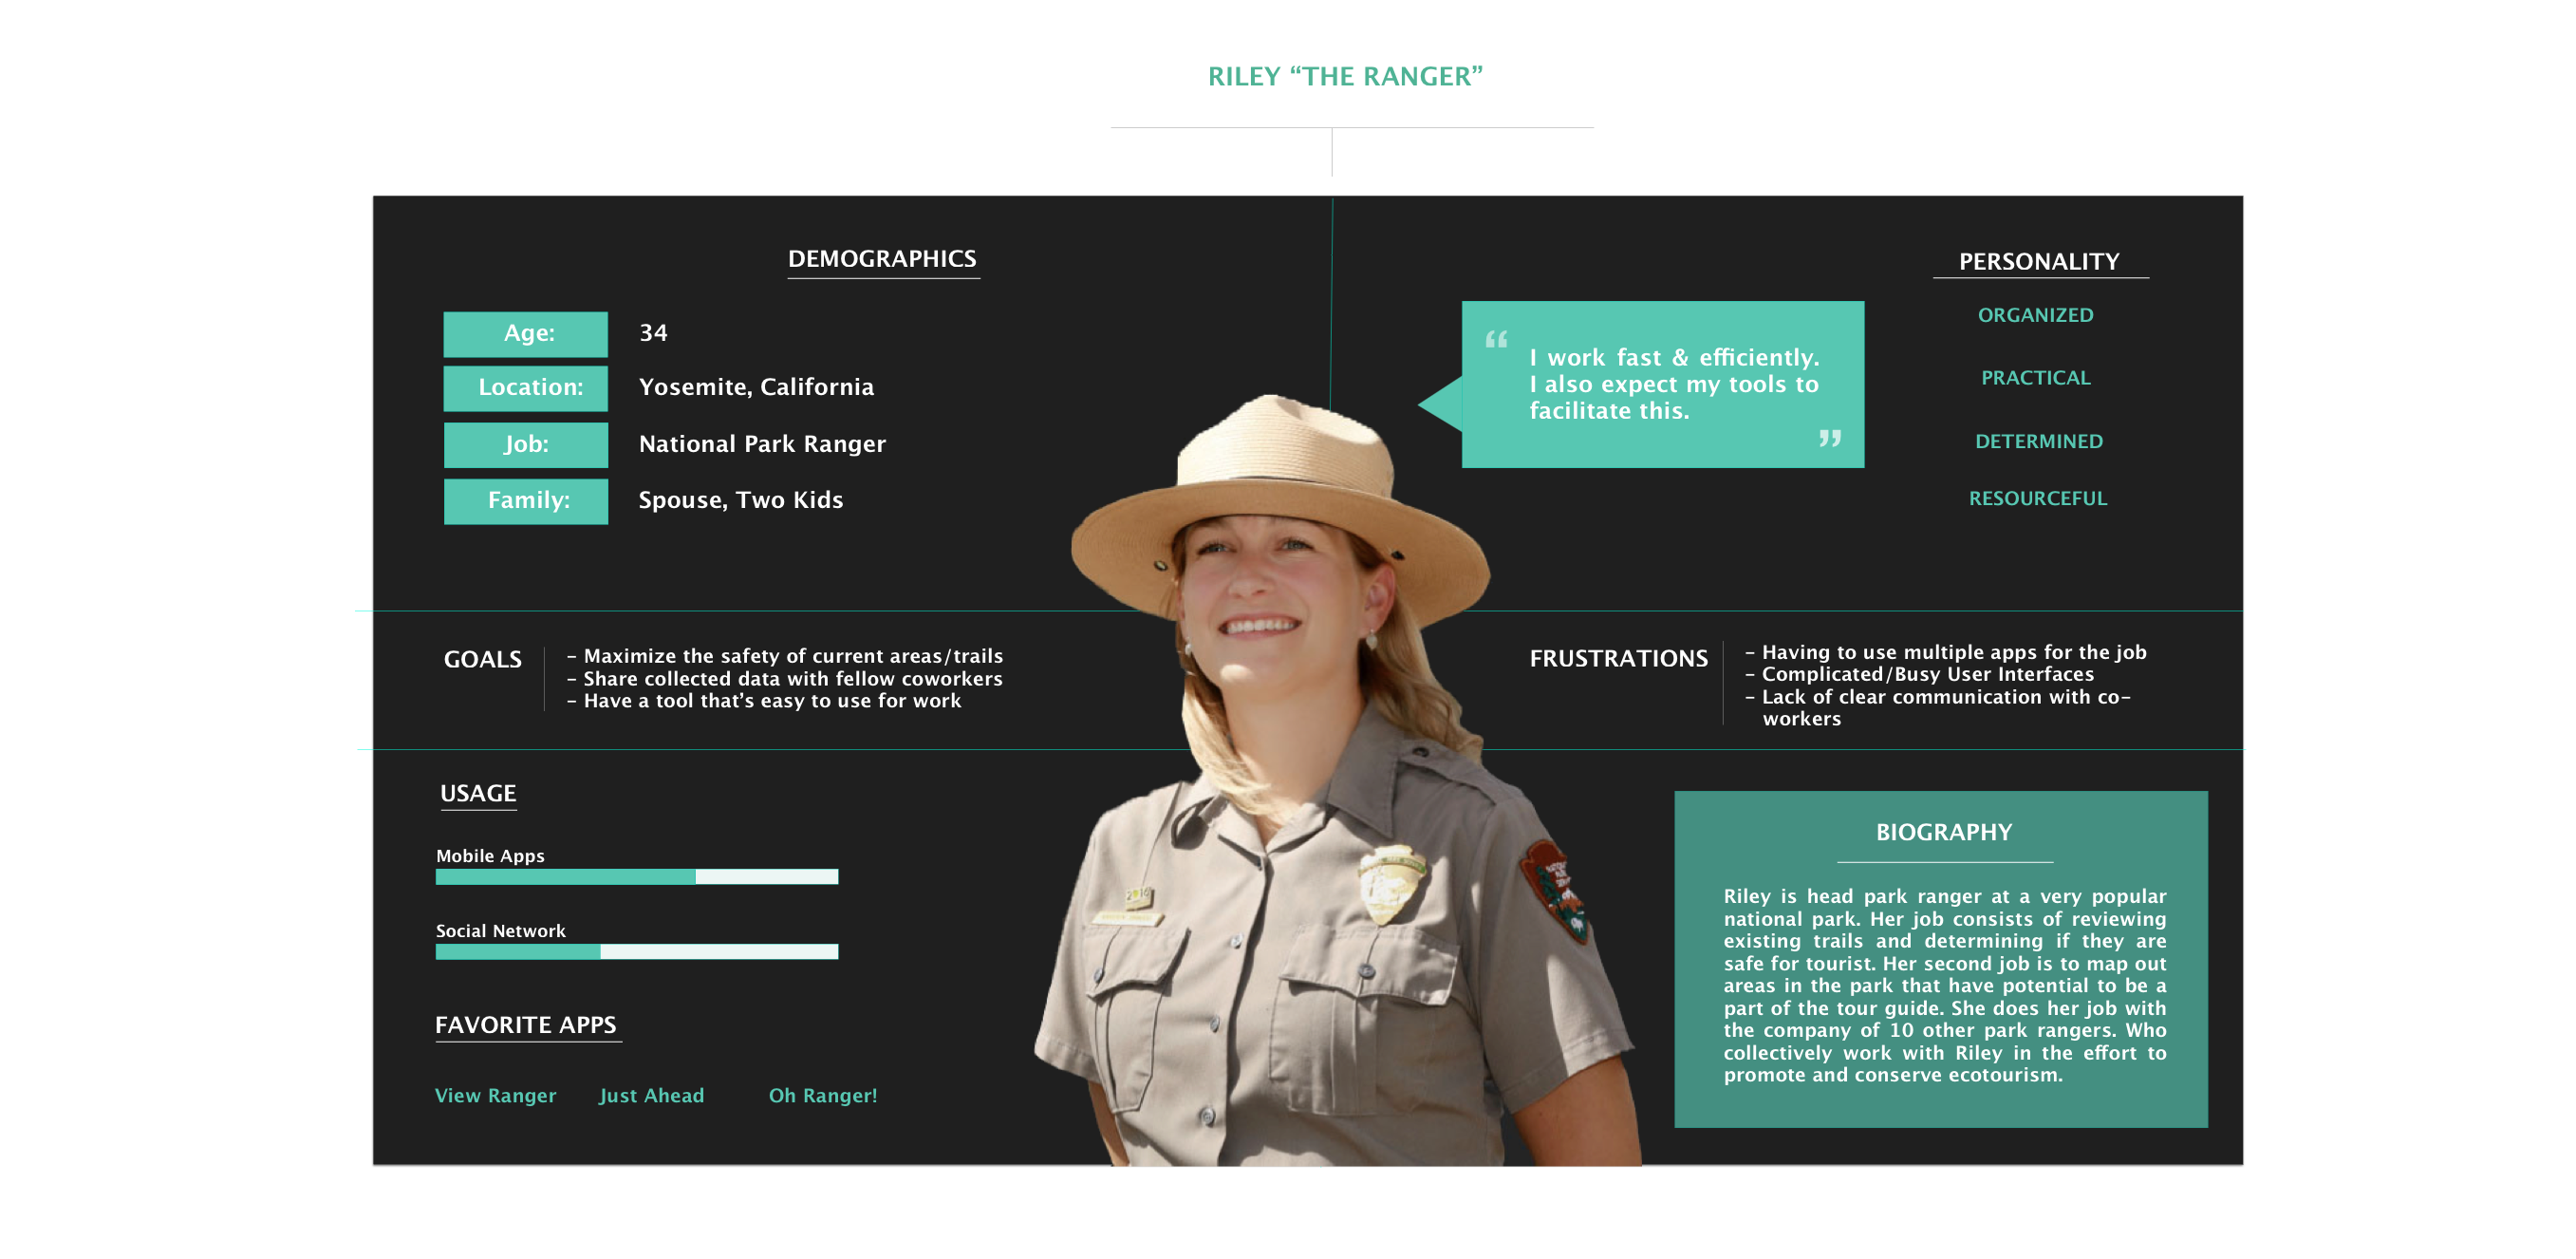 RILEY “THE RANGER”
DEMOGRAPHICS
Age: 34
Location: Yosemite, California
Job: National Park Ranger
Family: Spouse, Two Kids
“ I work fast & efficiently.
I also expect my tools to
facilitate this. ”
PERSONALITY
ORGANIZED
PRACTICAL
DETERMINED
RESOURCEFUL
GOALS
– Maximize the safety of current areas/trails
– Share collected data with fellow coworkers
– Have a tool that’s easy to use for work
FRUSTRATIONS
– Having to use multiple apps for the job
– Complicated/Busy User Interfaces
– Lack of clear communication with co–
workers
USAGE
Mobile Apps
Social Network
FAVORITE APPS
View Ranger Just Ahead Oh Ranger!
BIOGRAPHY
Riley is head park ranger at a very popular
national park. Her job consists of reviewing
existing trails and determining if they are
safe for tourist. Her second job is to map out
areas in the park that have potential to be a
part of the tour guide. She does her job with
the company of 10 other park rangers. Who
collectively work with Riley in the effort to
promote and conserve ecotourism.